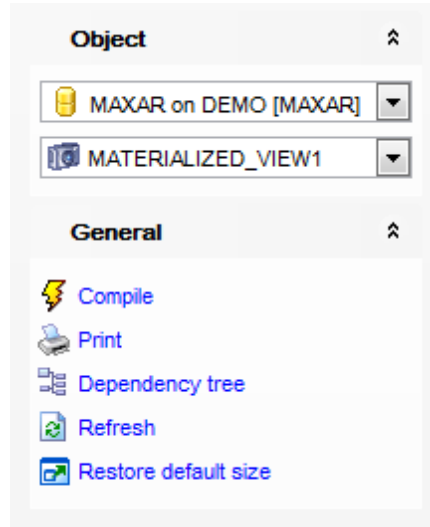 Object
MAXAR on DEMO [MAXAR]
MATERIALIZED_VIEW1
General
Compile
Print
Dependency tree
Refresh
Restore default size